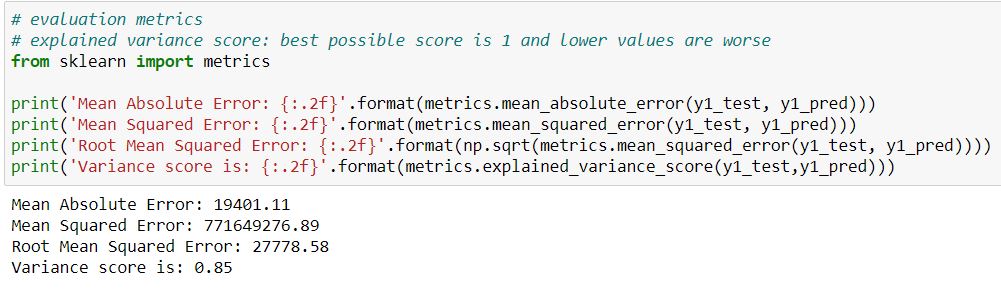 # evaluation metrics
# explained variance score: best possible score is 1 and lower values are worse
from sklearn import metrics
print('Mean Absolute Error: {:.2f}'.format(metrics.mean_absolute_error(y1_test, y1_pred)))
print('Mean Squared Error: {:.2f}'.format(metrics.mean_squared_error(y1_test, y1_pred)))
print('Root Mean Squared Error: {:.2f}'.format(np.sqrt(metrics.mean_squared_error(y1_test, y1_pred))))
print('Variance score is: {:.2f}'.format(metrics.explained_variance_score(y1_test,y1_pred)))
Mean Absolute Error: 19401.11
Mean Squared Error: 771649276.89
Root Mean Squared Error: 27778.58
Variance score is: 0.85